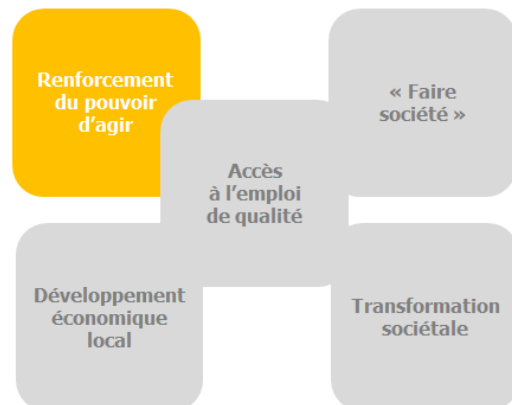 Renforcement
du pouvoir
d’agir
« Faire
société »
Accès
à l’emploi
de qualité
Développement
économique
local
Transformation
sociétale